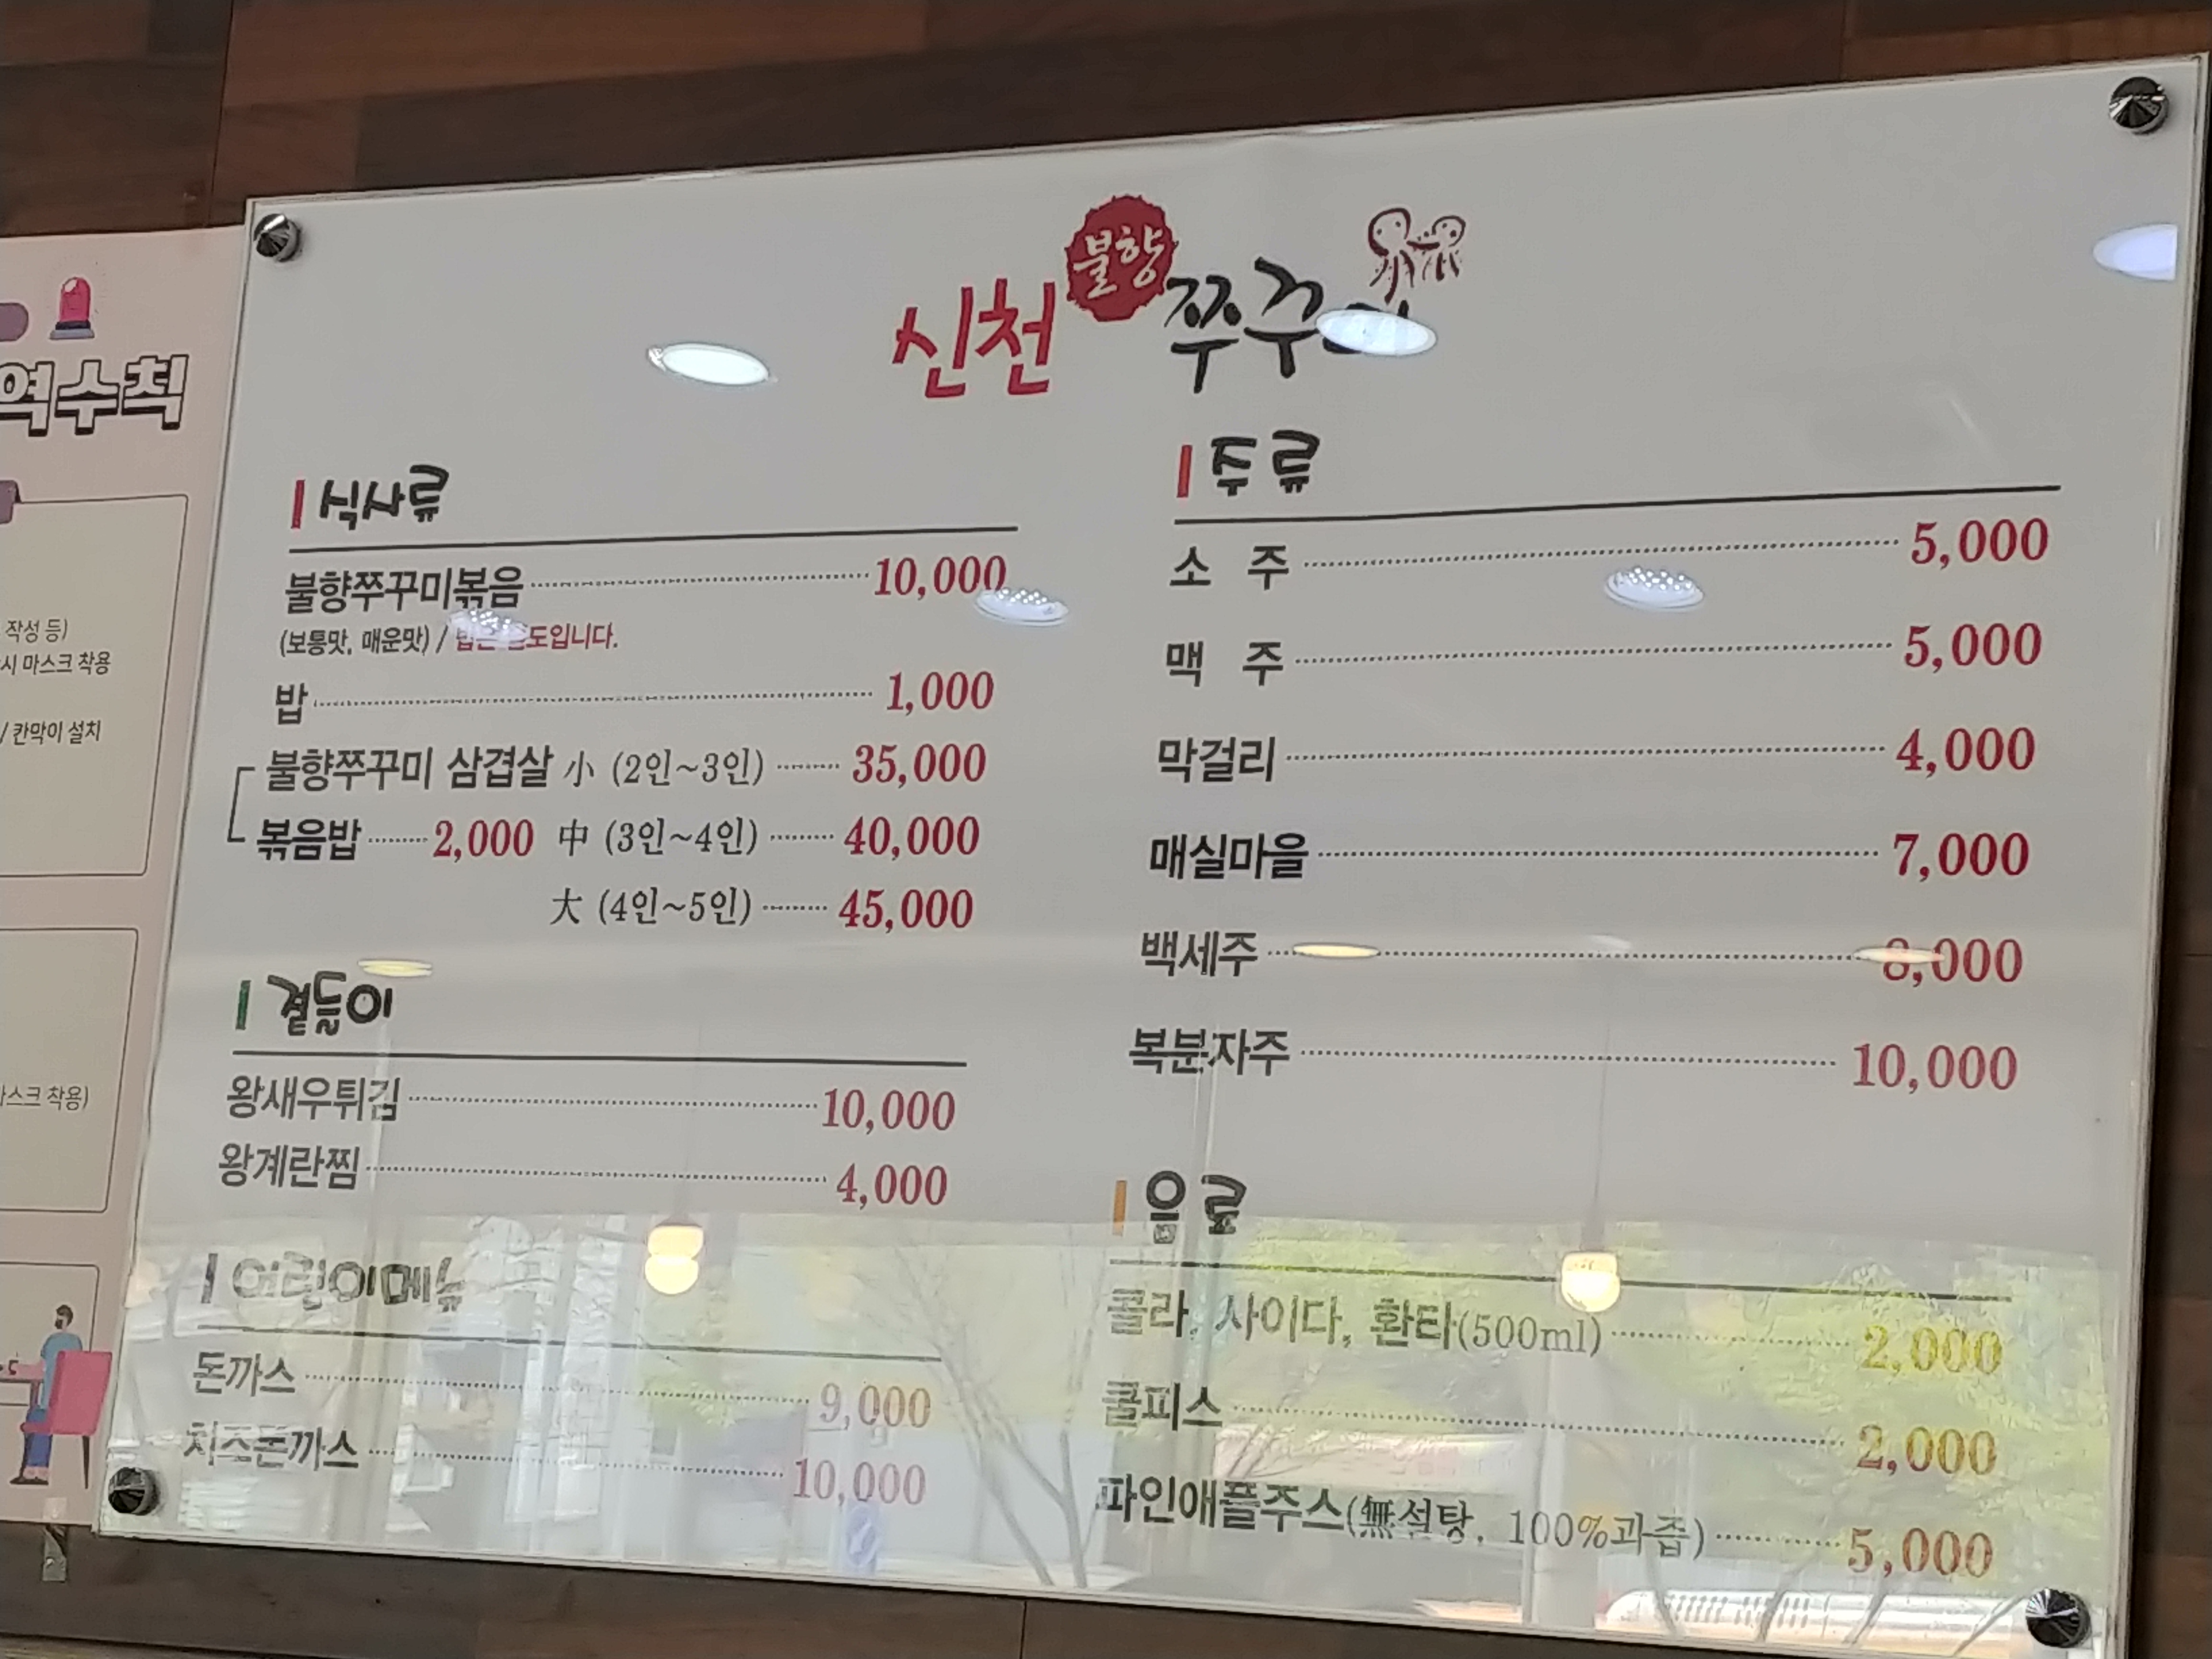 역수칙
작성 등)
시 마스크 착용
/ 칸막이 설치
마스크 착용)
신천 불향 쭈꾸
식사류
불향쭈꾸미볶음 10,000
(보통맛, 매운맛) / 도입니다.
밥 1,000
불향쭈꾸미 삼겹살 小 (2인~3인) 35,000
볶음밥 2,000 中 (3인~4인) 40,000
大 (4인~5인) 45,000
곁들이
왕새우튀김 10,000
왕계란찜 4,000
어린이메뉴
돈까스 9,000
치즈돈까스 10,000
주류
소 주 5,000
맥 주 5,000
막걸리 4,000
매실마을 7,000
백세주 8,000
복분자주 10,000
음료
콜라, 사이다, 환타(500ml) 2,000
쿨피스 2,000
파인애플주스(無설탕, 100%과즙) 5,000